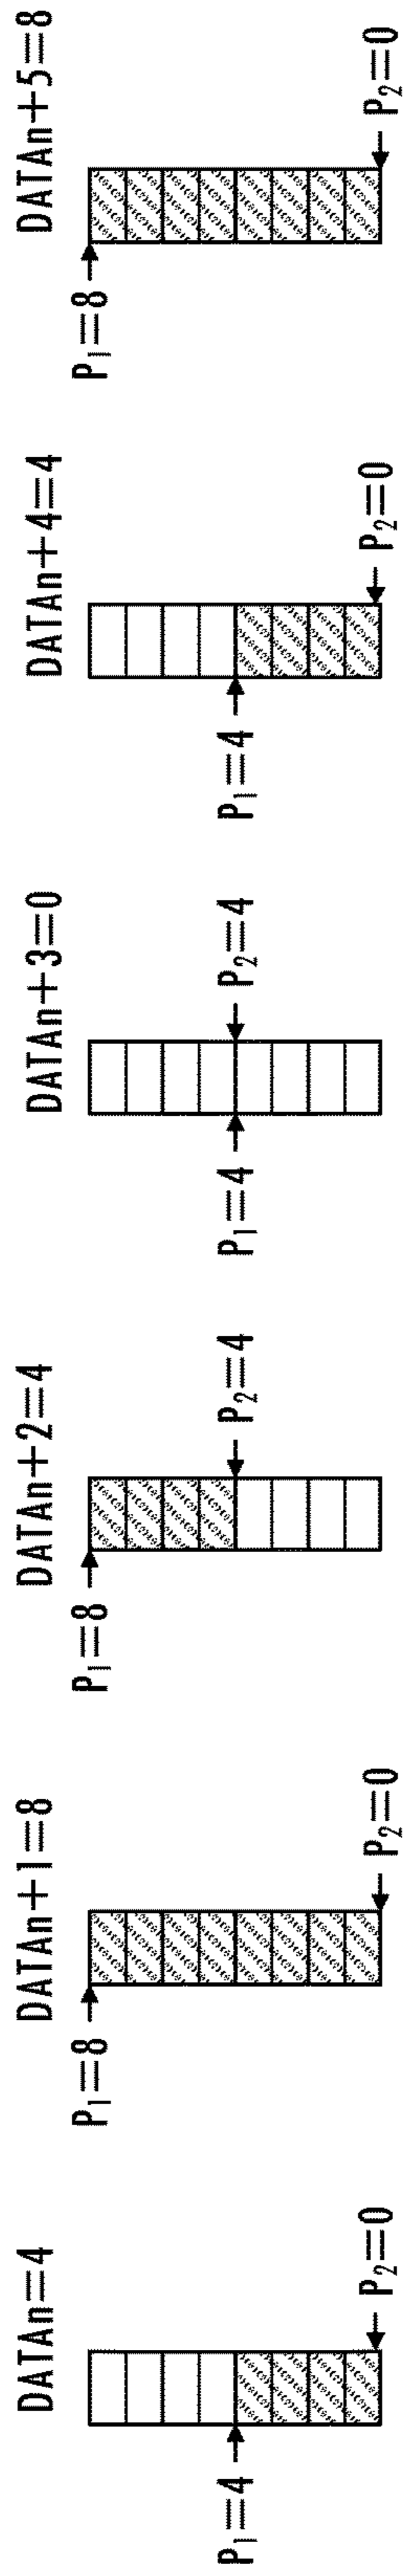 DATAn=4
P1=4
P2=0
DATAn+1=8
P1=8
P2=0
DATAn+2=4
P1=8
P2=4
DATAn+3=0
P1=4
P2=4
DATAn+4=4
P1=4
P2=0
DATAn+5=8
P1=8
P2=0